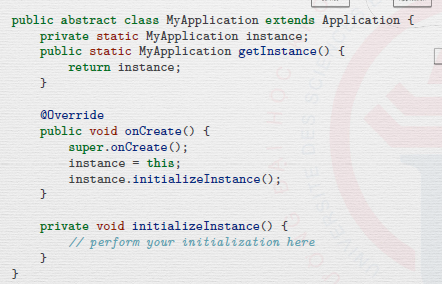 public abstract class MyApplication extends Application {
    private static MyApplication instance;
    public static MyApplication getInstance() {
        return instance;
    }

    @Override
    public void onCreate() {
        super.onCreate();
        instance = this;
        instance.initializeInstance();
    }

    private void initializeInstance() {
        // perform your initialization here
    }
}